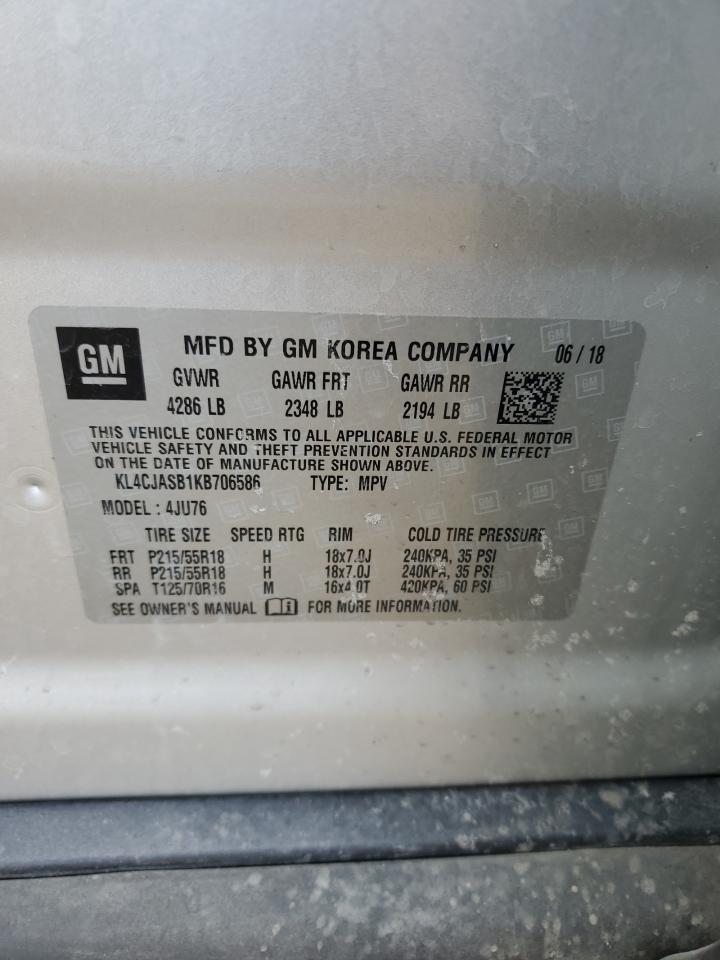 GM
MFD BY GM KOREA COMPANY 06/18
GVWR GAWR FRT GAWR RR
4286 LB 2348 LB 2194 LB
THIS VEHICLE CONFORMS TO ALL APPLICABLE U.S. FEDERAL MOTOR
VEHICLE SAFETY AND THEFT PREVENTION STANDARDS IN EFFECT
ON THE DATE OF MANUFACTURE SHOWN ABOVE.
KL4CJASB1KB706586 TYPE: MPV
MODEL: 4JU76
TIRE SIZE SPEED RTG RIM COLD TIRE PRESSURE
FRT P215/55R18 H 18x7.0J 240KPA, 35 PSI
RR P215/55R18 H 18x7.0J 240KPA, 35 PSI
SPA T125/70R16 M 16x4.0T 420KPA, 60 PSI
SEE OWNER'S MANUAL FOR MORE INFORMATION.